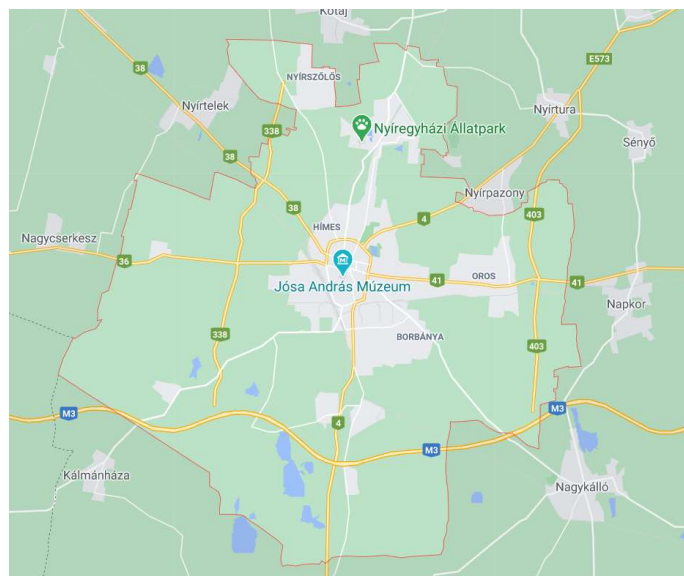 Kótaj
NYÍRSZŐLŐS
E573
38
Nyírtelek
Nyírtura
338
Nyíregyházi Állatpark
Sényő
38
Nyírpazony
38
4
403
HÍMES
Nagycserkesz
36
OROS
41
41
Jósa András Múzeum
Napkor
338
BORBÁNYA
403
M3
M3
4
M3
Kálmánháza
Nagykálló